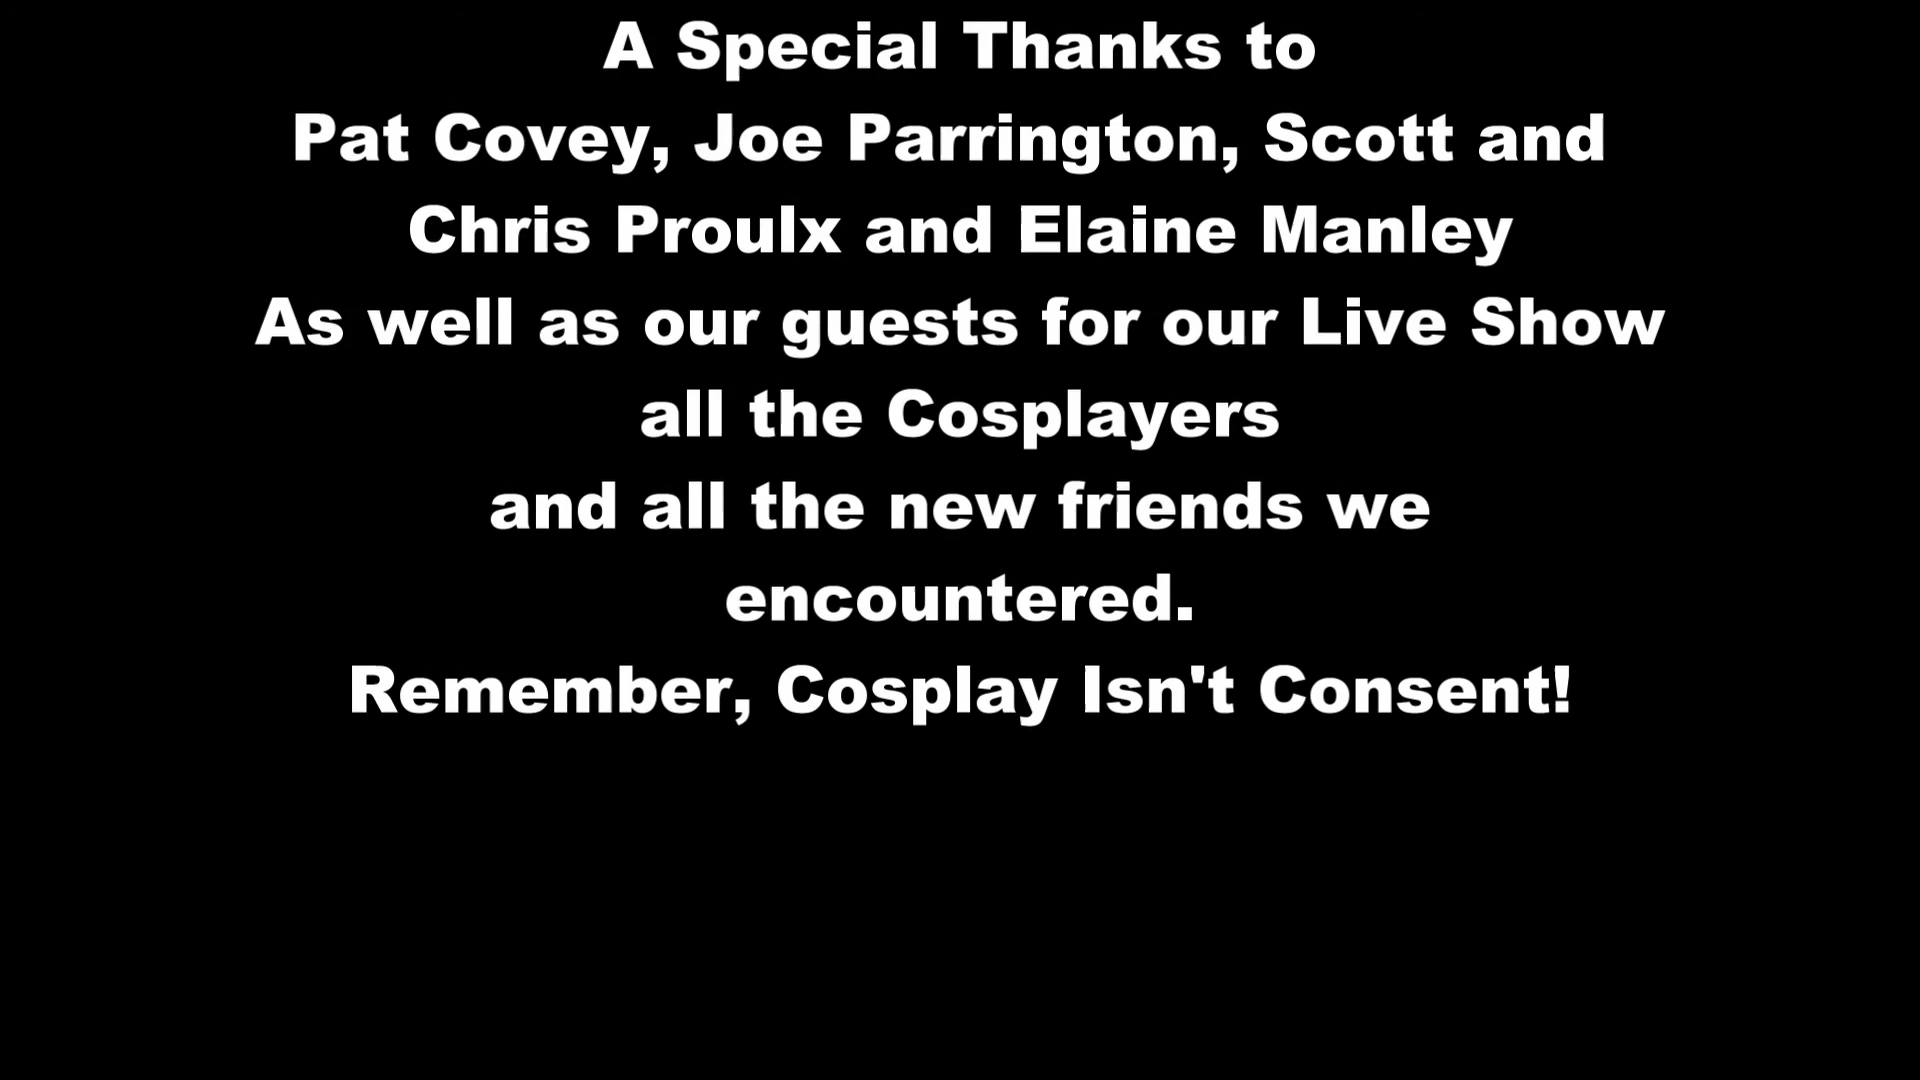 A Special Thanks to
Pat Covey, Joe Parrington, Scott and
Chris Proulx and Elaine Manley
As well as our guests for our Live Show
all the Cosplayers
and all the new friends we
encountered.
Remember, Cosplay Isn't Consent!